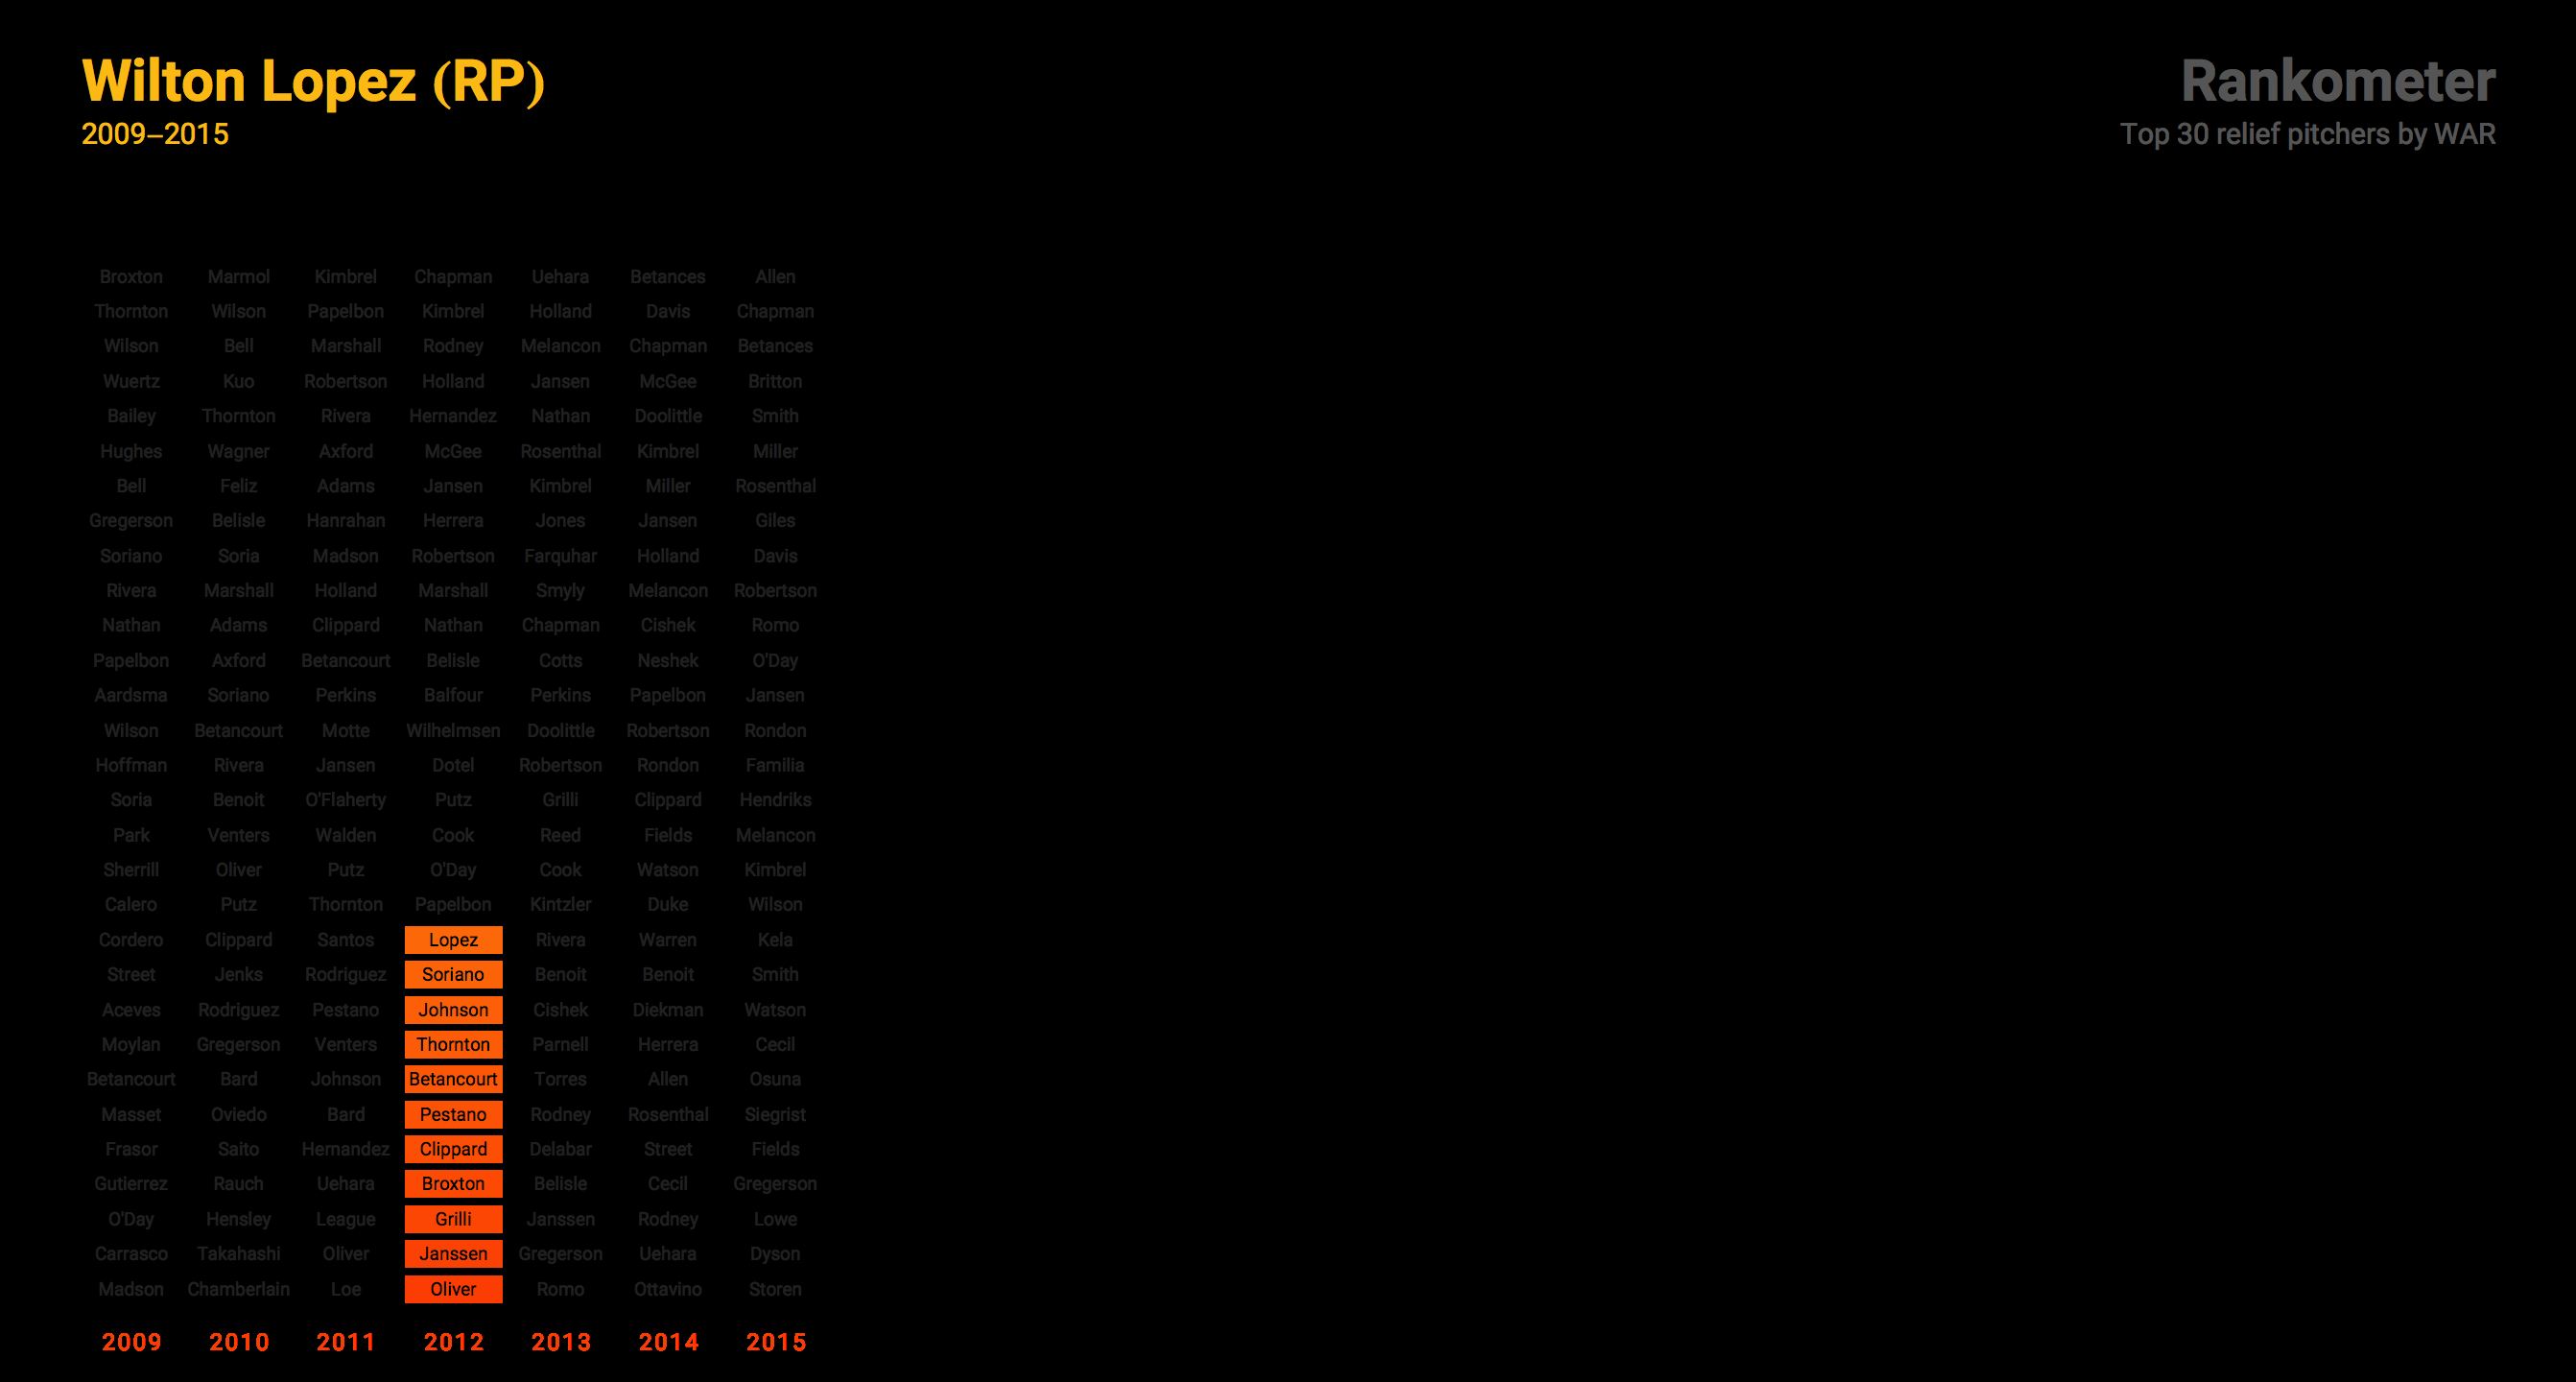 Wilton Lopez (RP)
2009–2015
Rankometer
Top 30 relief pitchers by WAR
Broxton Marmol Kimbrel Chapman Uehara Betances Allen
Thornton Wilson Papelbon Kimbrel Holland Davis Chapman
Wilson Bell Marshall Rodney Melancon Chapman Betances
Wuertz Kuo Robertson Holland Jansen McGee Britton
Bailey Thornton Rivera Hernandez Nathan Doolittle Smith
Hughes Wagner Axford McGee Rosenthal Kimbrel Miller
Bell Feliz Adams Jansen Kimbrel Miller Rosenthal
Gregerson Belisle Hanrahan Herrera Jones Jansen Giles
Soriano Soria Madson Robertson Farquhar Holland Davis
Rivera Marshall Holland Marshall Smyly Melancon Robertson
Nathan Adams Clippard Nathan Chapman Cishek Romo
Papelbon Axford Betancourt Belisle Cotts Neshek O'Day
Aardsma Soriano Perkins Balfour Perkins Papelbon Jansen
Wilson Betancourt Motte Wilhelmsen Doolittle Robertson Rondon
Hoffman Rivera Jansen Dotel Robertson Rondon Familia
Soria Benoit O'Flaherty Putz Grilli Clippard Hendriks
Park Venters Walden Cook Reed Fields Melancon
Sherrill Oliver Putz O'Day Cook Watson Kimbrel
Calero Putz Thornton Papelbon Kintzler Duke Wilson
Cordero Clippard Santos Lopez Rivera Warren Kela
Street Jenks Rodriguez Soriano Benoit Benoit Smith
Aceves Rodriguez Pestano Johnson Cishek Diekman Watson
Moylan Gregerson Venters Thornton Parnell Herrera Cecil
Betancourt Bard Johnson Betancourt Torres Allen Osuna
Masset Oviedo Bard Pestano Rodney Rosenthal Siegrist
Frasor Saito Hernandez Clippard Delabar Street Fields
Gutierrez Rauch Uehara Broxton Belisle Cecil Gregerson
O'Day Hensley League Grilli Janssen Rodney Lowe
Carrasco Takahashi Oliver Janssen Gregerson Uehara Dyson
Madson Chamberlain Loe Oliver Romo Ottavino Storen
2009 2010 2011 2012 2013 2014 2015